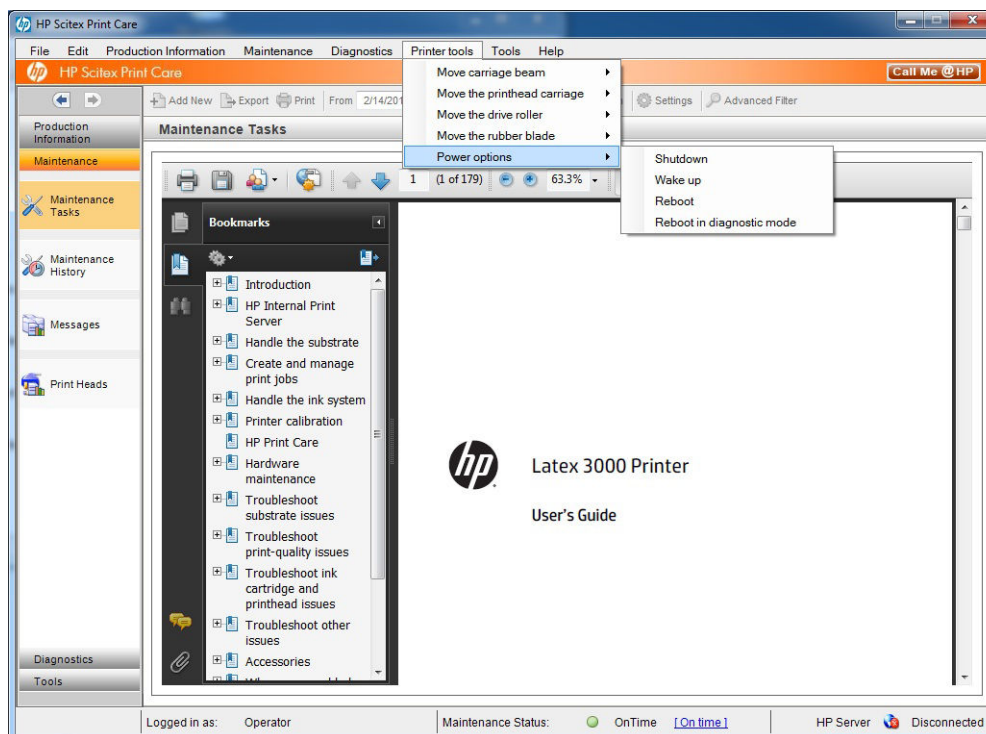 HP Scitex Print Care
File Edit Production Information Maintenance Diagnostics Printer tools Tools Help
hp HP Scitex Print Care
Call Me @ HP
Add New Export Print From 2/14/201
Settings Advanced Filter
Move carriage beam
Move the printhead carriage
Move the drive roller
Move the rubber blade
Power options
Shutdown
Wake up
Reboot
Reboot in diagnostic mode
Production
Information
Maintenance
Maintenance
Tasks
Maintenance
History
Messages
Print Heads
Diagnostics
Tools
Maintenance Tasks
1 (1 of 179) 63.3%
Bookmarks
Introduction
HP Internal Print
Server
Handle the substrate
Create and manage
print jobs
Handle the ink system
Printer calibration
HP Print Care
Hardware
maintenance
Troubleshoot
substrate issues
Troubleshoot
print-quality issues
Troubleshoot ink
cartridge and
printhead issues
Troubleshoot other
issues
Accessories
hp
Latex 3000 Printer
User's Guide
Logged in as: Operator
Maintenance Status: OnTime [On time]
HP Server Disconnected